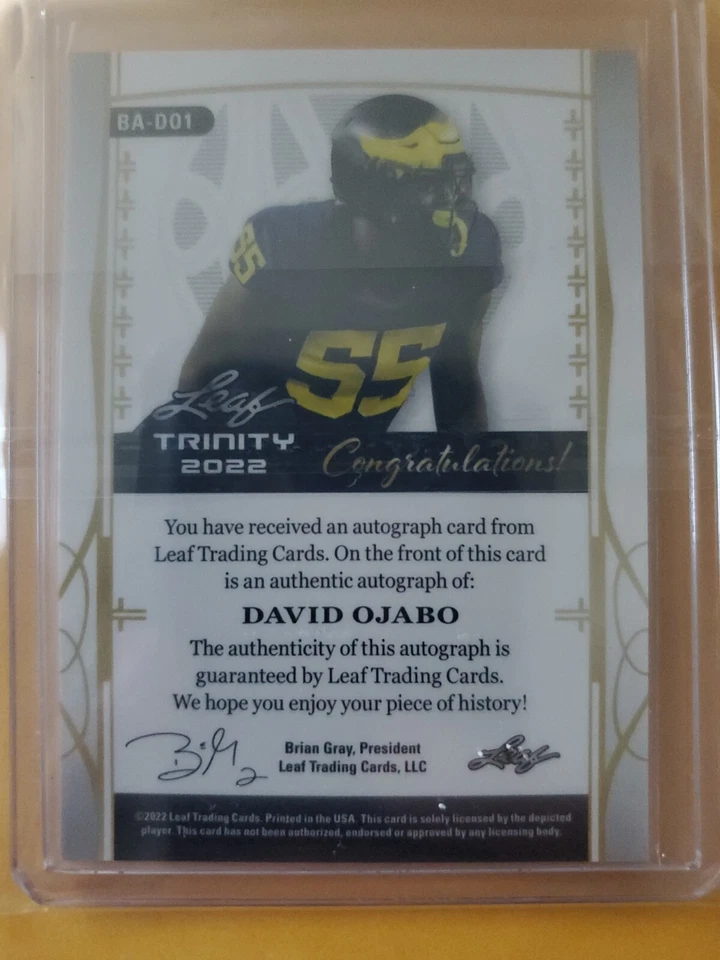 BA-DO1
55
55
Leaf
TRINITY
2022
Congratulations!
You have received an autograph card from
Leaf Trading Cards. On the front of this card
is an authentic autograph of:
DAVID OJABO
The authenticity of this autograph is
guaranteed by Leaf Trading Cards.
We hope you enjoy your piece of history!
Brian Gray, President
Leaf Trading Cards, LLC
Leaf
©2022 Leaf Trading Cards. Printed in the USA. This card is solely licensed by the depicted
player. This card has not been authorized, endorsed or approved by any licensing body.